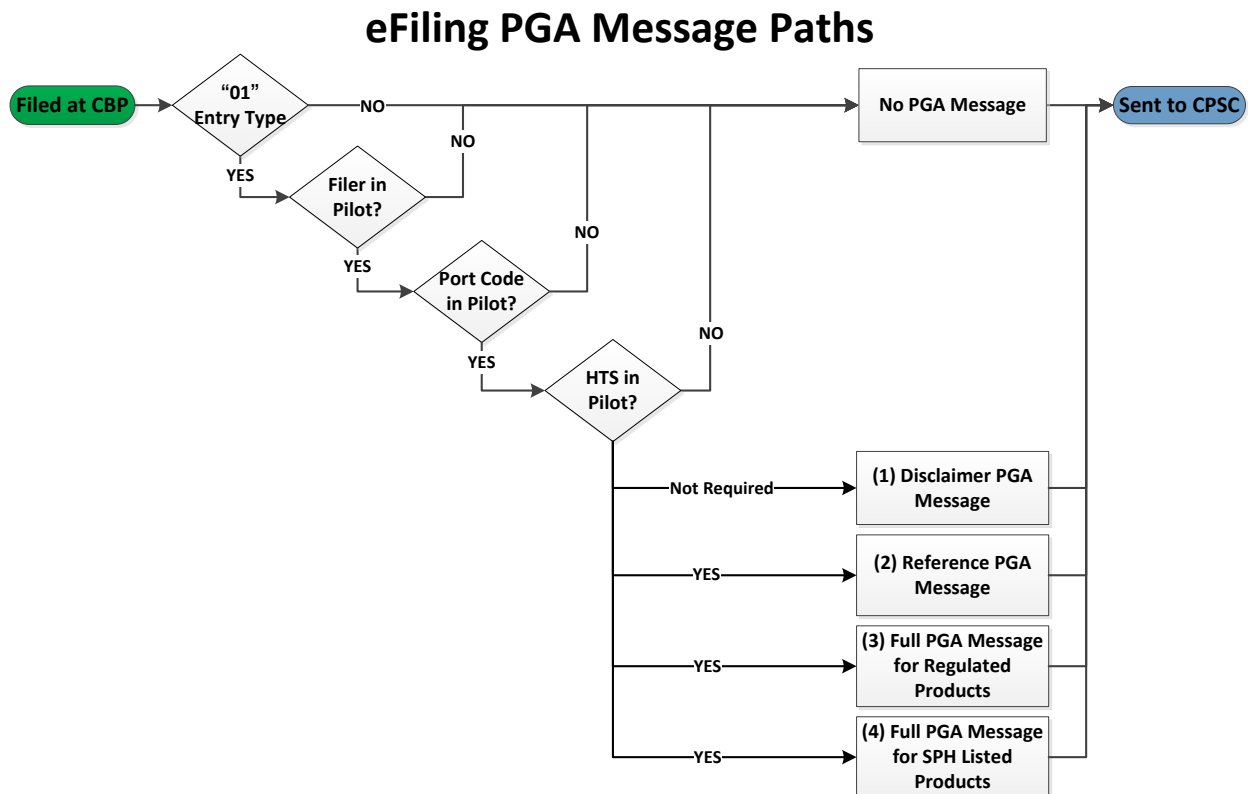 eFiling PGA Message Paths
Filed at CBP
“01”
Entry Type
NO
No PGA Message
Sent to CPSC
YES
NO
Filer in
Pilot?
YES
NO
Port Code
in Pilot?
YES
NO
HTS in
Pilot?
Not Required
(1) Disclaimer PGA
Message
YES
(2) Reference PGA
Message
YES
(3) Full PGA Message
for Regulated
Products
YES
(4) Full PGA Message
for SPH Listed
Products